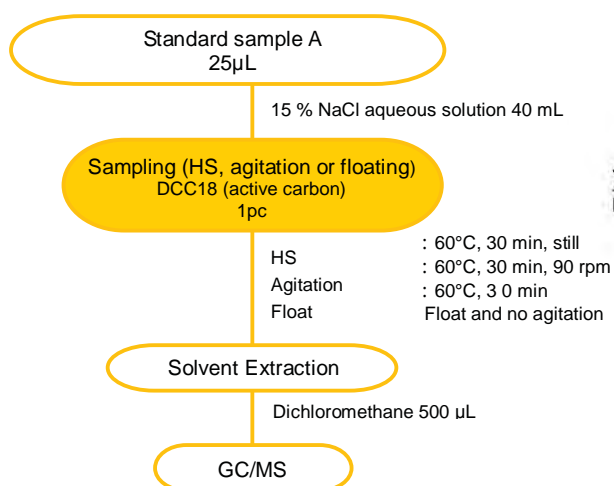 Standard sample A
25µL
15 % NaCl aqueous solution 40 mL
Sampling (HS, agitation or floating)
DCC18 (active carbon)
1pc
HS
: 60°C, 30 min, still
Agitation
: 60°C, 30 min, 90 rpm
Float
: 60°C, 3 0 min
Float and no agitation
Solvent Extraction
Dichloromethane 500 µL
GC/MS